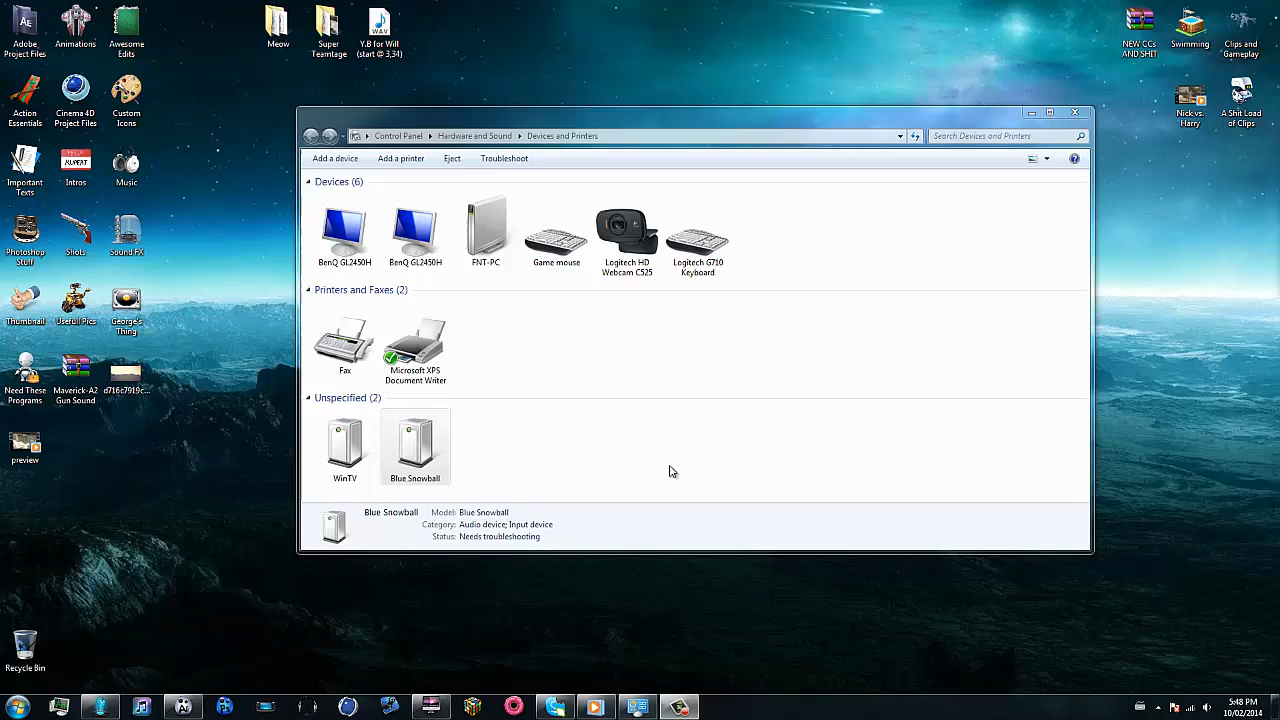 Adobe Project Files
Animations
Awesome Edits
Meow
Super Teamtage
WAV
Y.B for Will (start @ 3,34)
NEW CCs AND SHIT
Swimming
Clips and Gameplay
Action Essentials
Cinema 4D Project Files
Custom Icons
Nick vs. Harry
A Shit Load of Clips
Important Texts
Intros
Music
Photoshop Stuff
Shots
Sound FX
Thumbnail
Usefull Pics
George's Thing
Need These Programs
Maverick-A2 Gun Sound
d716c7919c...
preview
Recycle Bin
Control Panel Hardware and Sound Devices and Printers
Search Devices and Printers
Add a device Add a printer Eject Troubleshoot
Devices (6)
BenQ GL2450H
BenQ GL2450H
FNT-PC
Game mouse
Logitech HD Webcam C525
Logitech G710 Keyboard
Printers and Faxes (2)
Fax
Microsoft XPS Document Writer
Unspecified (2)
WinTV
Blue Snowball
Blue Snowball Model: Blue Snowball
Category: Audio device; Input device
Status: Needs troubleshooting
5:48 PM
10/02/2014